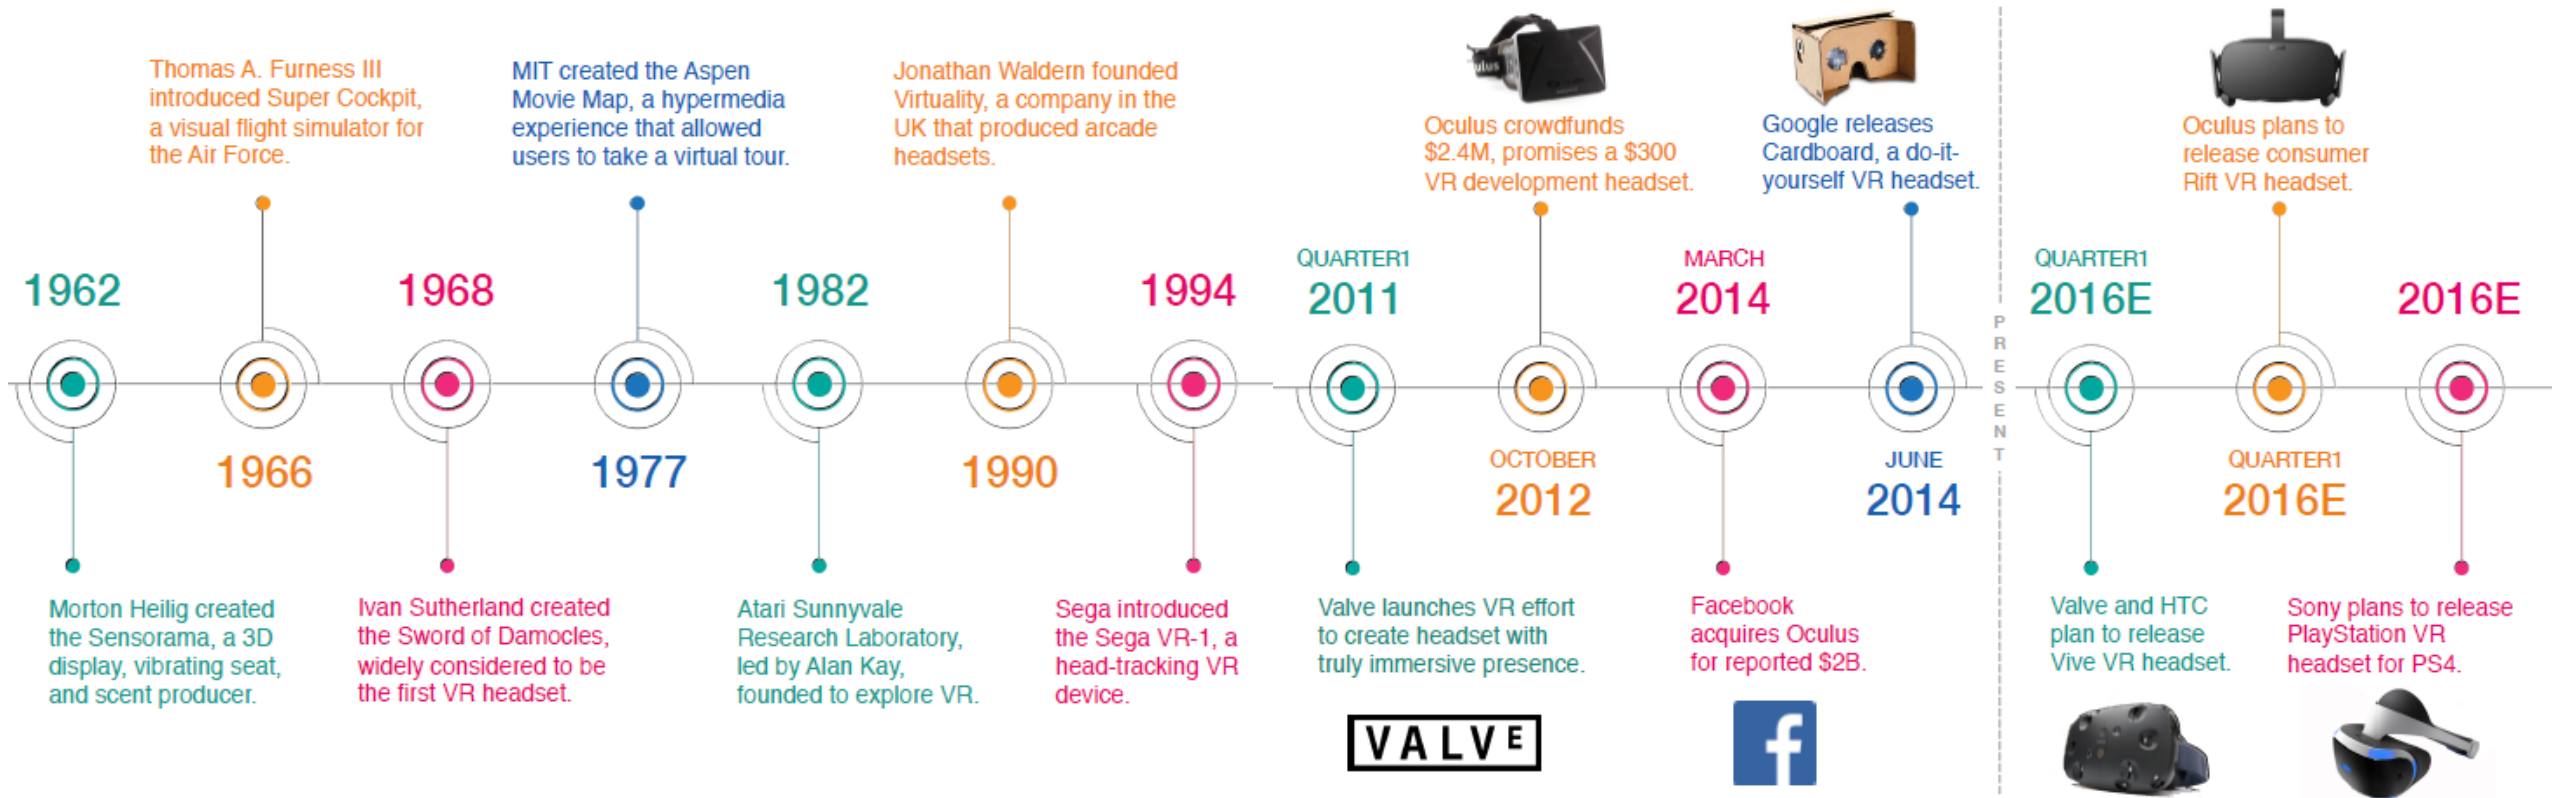 Thomas A. Furness III
introduced Super Cockpit,
a visual flight simulator for
the Air Force.
MIT created the Aspen
Movie Map, a hypermedia
experience that allowed
users to take a virtual tour.
Jonathan Waldern founded
Virtuality, a company in the
UK that produced arcade
headsets.
Oculus crowdfunds
$2.4M, promises a $300
VR development headset.
Google releases
Cardboard, a do-it-
yourself VR headset.
Oculus plans to
release consumer
Rift VR headset.
1962
1968
1982
1994
QUARTER1
2011
MARCH
2014
QUARTER1
2016E
2016E
PRESENT
1966
1977
1990
OCTOBER
2012
JUNE
2014
QUARTER1
2016E
Morton Heilig created
the Sensorama, a 3D
display, vibrating seat,
and scent producer.
Ivan Sutherland created
the Sword of Damocles,
widely considered to be
the first VR headset.
Atari Sunnyvale
Research Laboratory,
led by Alan Kay,
founded to explore VR.
Sega introduced
the Sega VR-1, a
head-tracking VR
device.
Valve launches VR effort
to create headset with
truly immersive presence.
Facebook
acquires Oculus
for reported $2B.
Valve and HTC
plan to release
Vive VR headset.
Sony plans to release
PlayStation VR
headset for PS4.
VALVE
f